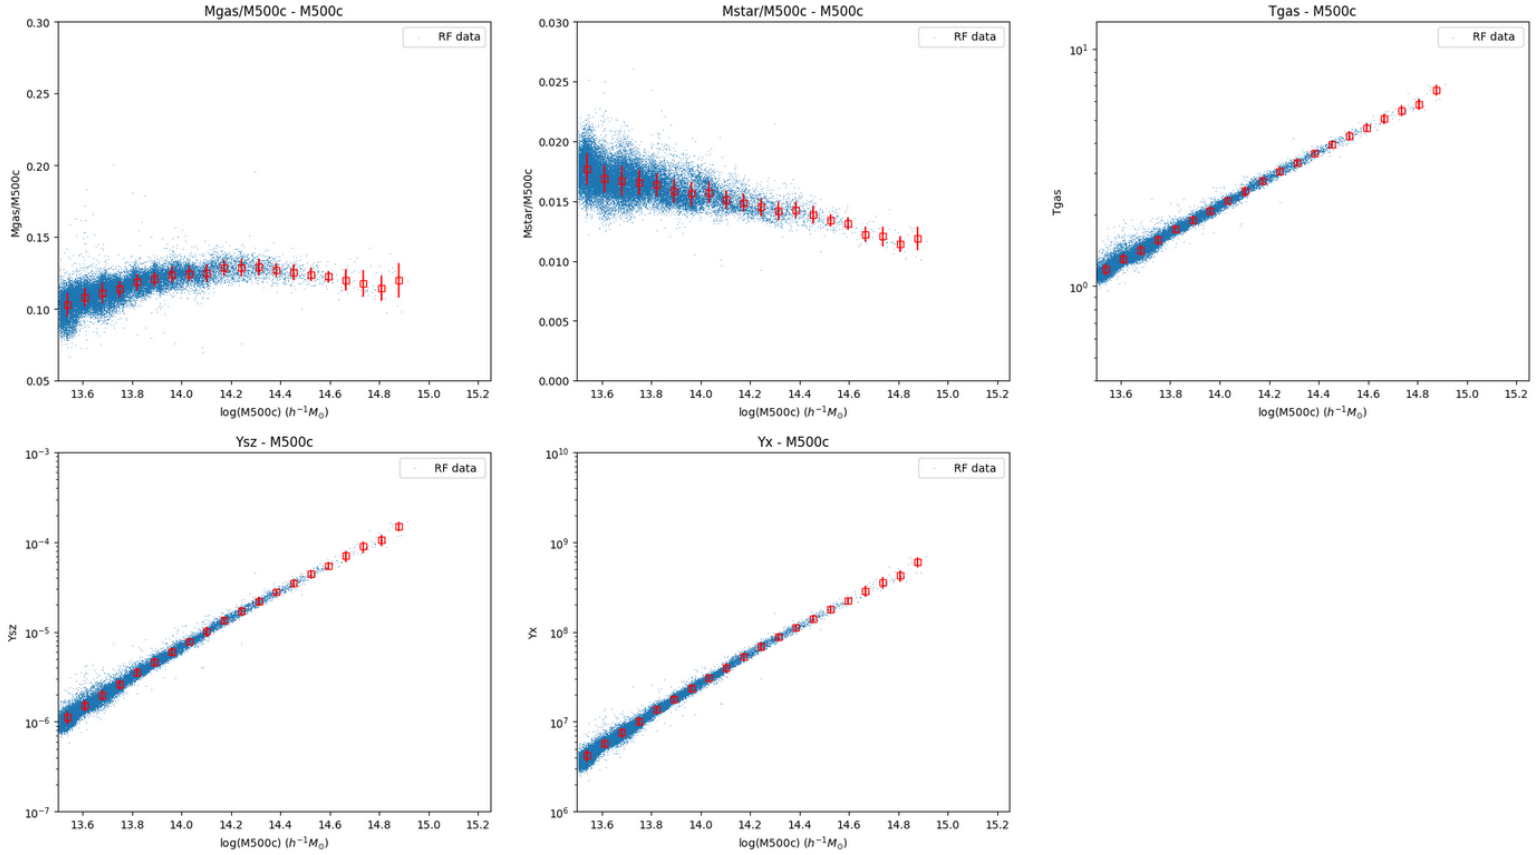 Mgas/M500c - M500c
RF data
0.30
0.25
0.20
0.15
0.10
0.05
Mgas/M500c
13.6 13.8 14.0 14.2 14.4 14.6 14.8 15.0 15.2
log(M500c) (h⁻¹M⊙)
Mstar/M500c - M500c
RF data
0.030
0.025
0.020
0.015
0.010
0.005
0.000
Mstar/M500c
13.6 13.8 14.0 14.2 14.4 14.6 14.8 15.0 15.2
log(M500c) (h⁻¹M⊙)
Tgas - M500c
RF data
10¹
10⁰
Tgas
13.6 13.8 14.0 14.2 14.4 14.6 14.8 15.0 15.2
log(M500c) (h⁻¹M⊙)
Ysz - M500c
RF data
10⁻³
10⁻⁴
10⁻⁵
10⁻⁶
10⁻⁷
Ysz
13.6 13.8 14.0 14.2 14.4 14.6 14.8 15.0 15.2
log(M500c) (h⁻¹M⊙)
Yx - M500c
RF data
10¹⁰
10⁹
10⁸
10⁷
10⁶
Yx
13.6 13.8 14.0 14.2 14.4 14.6 14.8 15.0 15.2
log(M500c) (h⁻¹M⊙)